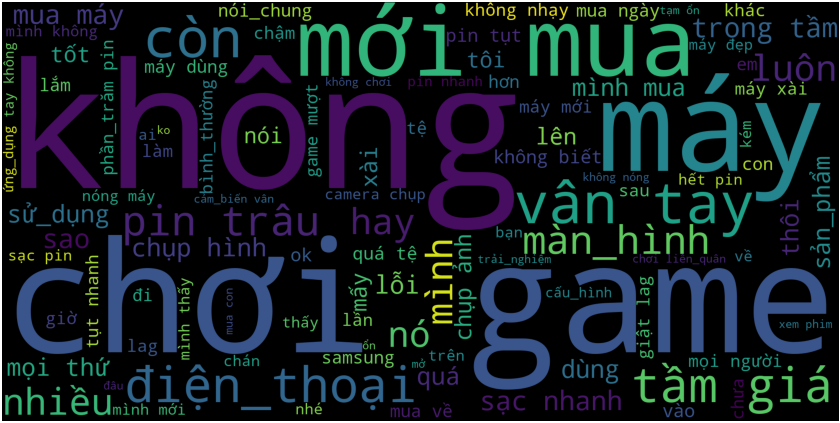 mua máy
nói_chung
không nhạy
mua ngày
tạm ổn
khác
mình không
còn
chậm
mới
mua
pin tụt
trong tầm
tốt
tôi
máy đẹp
em
luôn
lắm
máy dùng
không chơi
pin nhanh
hơn
mình mua
máy xài
không
máy
ứng_dụng
tay không
phần_trăm pin
ai
ko
làm
nói
bình_thường
game mượt
xài
tệ
máy mới
lên
không biết
kém
con
nóng máy
cảm_biến vân
camera chụp
không nóng
sau
hết pin
sử_dụng
pin trâu
hay
vân tay
thôi
sản_phẩm
sao
chụp hình
ok
quá tệ
mình
chụp ảnh
bạn
màn_hình
sạc pin
tụt nhanh
đi
mình thấy
mua con
máy
lỗi
trải_nghiệm
chơi liên_quân
về
chơi
game
giờ
lag
thấy
lần
nó
cấu_hình
giật lag
xem phim
mọi thứ
chán
ổn
samsung
mở
trên
dùng
mọi người
nhiều
đâu
mình mới
điện_thoại
nhé
quá
mua về
sạc nhanh
tầm giá
vào
chưa